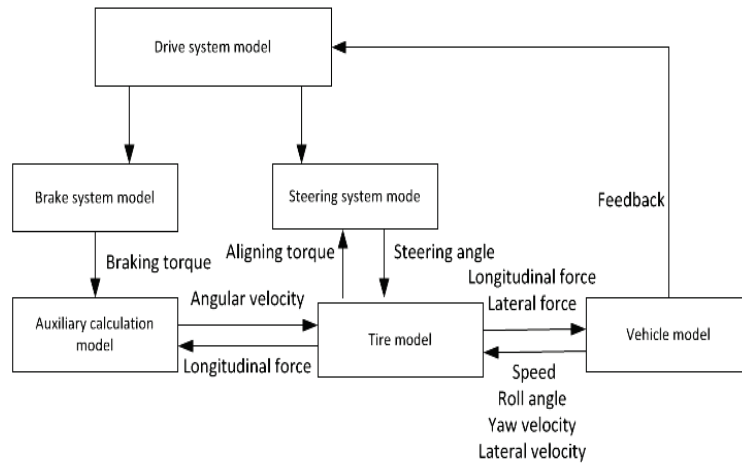 Drive system model
Brake system model
Steering system mode
Feedback
Braking torque
Aligning torque
Steering angle
Angular velocity
Longitudinal force
Lateral force
Auxiliary calculation
model
Tire model
Vehicle model
Longitudinal force
Speed
Roll angle
Yaw velocity
Lateral velocity